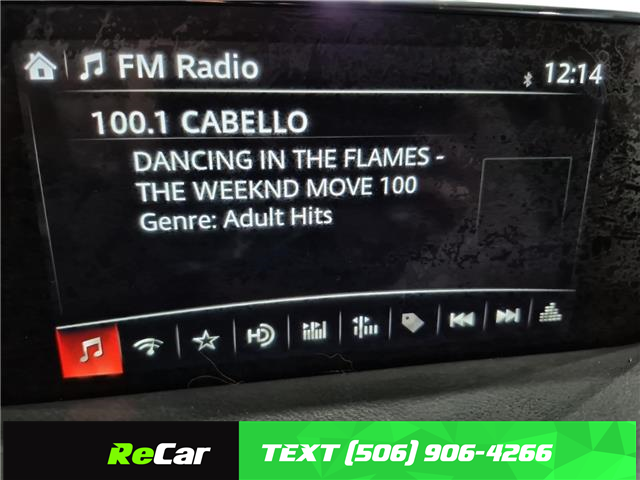 FM Radio
12:14
100.1 CABELLO
DANCING IN THE FLAMES -
THE WEEKND MOVE 100
Genre: Adult Hits
HD
ReCar
TEXT (506) 906-4266